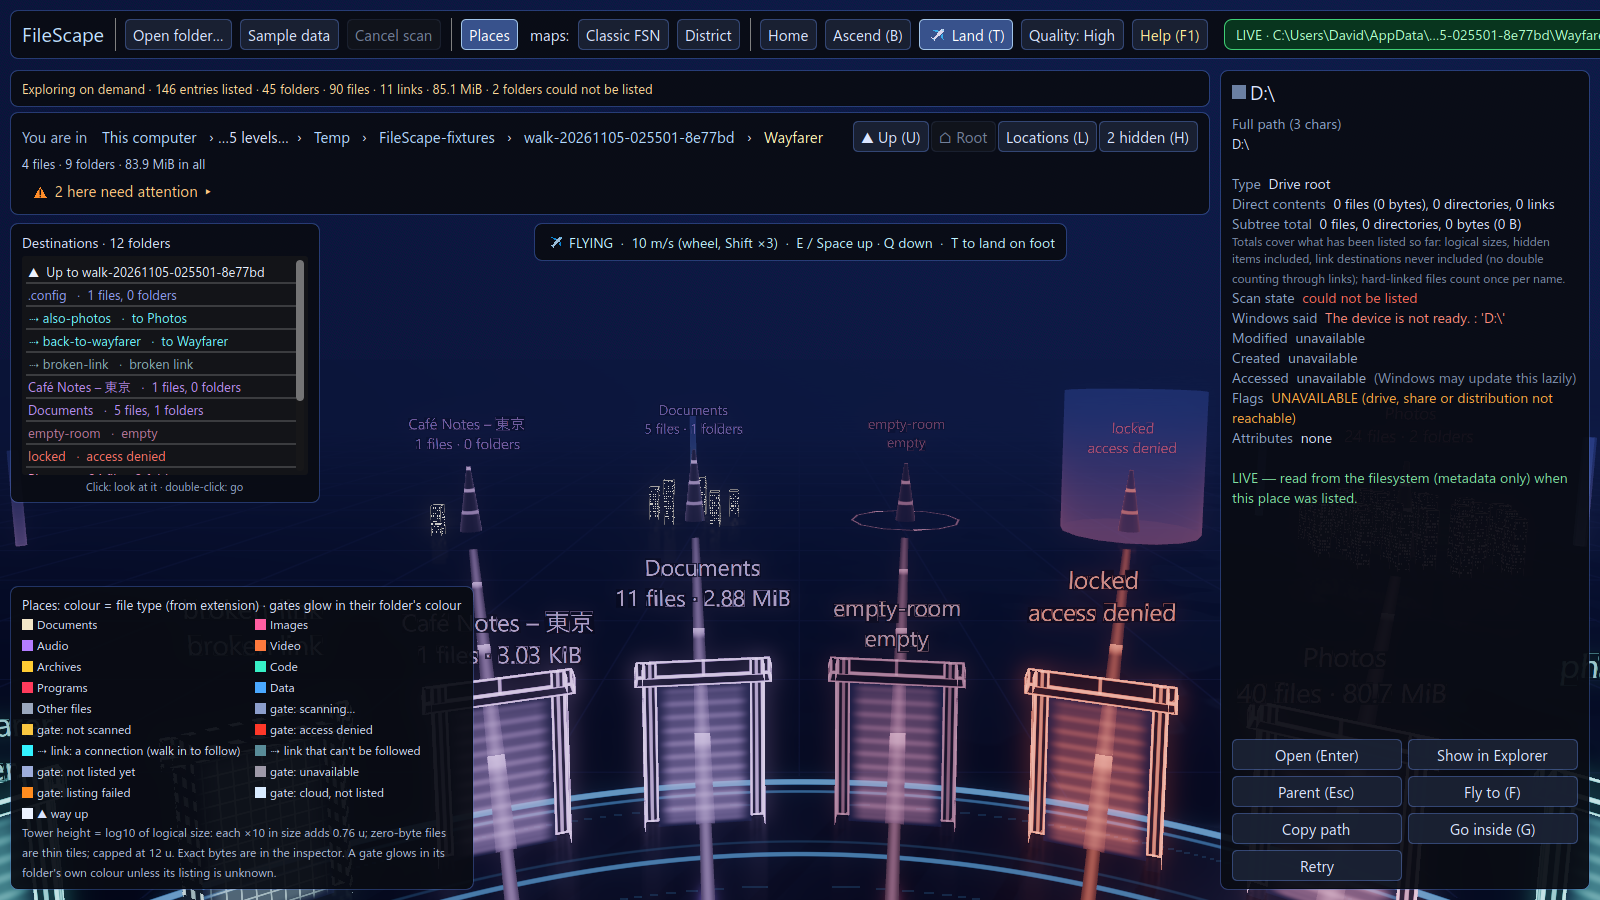 FileScape
Open folder...
Sample data
Cancel scan
Places
maps:
Classic FSN
District
Home
Ascend (B)
Land (T)
Quality: High
Help (F1)
LIVE · C:\Users\David\AppData\...5-025501-8e77bd\Wayfar
Exploring on demand · 146 entries listed · 45 folders · 90 files · 11 links · 85.1 MiB · 2 folders could not be listed
You are in This computer › ...5 levels... › Temp › FileScape-fixtures › walk-20261105-025501-8e77bd › Wayfarer
▲ Up (U)
Root
Locations (L)
2 hidden (H)
4 files · 9 folders · 83.9 MiB in all
2 here need attention ▸
Destinations · 12 folders
▲ Up to walk-20261105-025501-8e77bd
.config · 1 files, 0 folders
⇢ also-photos · to Photos
⇢ back-to-wayfarer · to Wayfarer
⇢ broken-link · broken link
Café Notes – 東京 · 1 files, 0 folders
Documents · 5 files, 1 folders
empty-room · empty
locked · access denied
Click: look at it · double-click: go
FLYING · 10 m/s (wheel, Shift ×3) · E / Space up · Q down · T to land on foot
Café Notes – 東京
1 files · 0 folders
Documents
5 files · 1 folders
empty-room
empty
locked
access denied
Documents
11 files · 2.88 MiB
Café Notes – 東京
1 files · 3.03 KiB
empty-room
empty
locked
access denied
broken-link
broken link
Photos
40 files · 80.7 MiB
Places: colour = file type (from extension) · gates glow in their folder's colour
Documents
Images
Audio
Video
Archives
Code
Programs
Data
Other files
gate: scanning...
gate: not scanned
gate: access denied
⇢ link: a connection (walk in to follow)
⇢ link that can't be followed
gate: not listed yet
gate: unavailable
gate: listing failed
gate: cloud, not listed
▲ way up
Tower height = log10 of logical size: each ×10 in size adds 0.76 u; zero-byte files
are thin tiles; capped at 12 u. Exact bytes are in the inspector. A gate glows in its
folder's own colour unless its listing is unknown.
D:\
Full path (3 chars)
D:\
Type Drive root
Direct contents 0 files (0 bytes), 0 directories, 0 links
Subtree total 0 files, 0 directories, 0 bytes (0 B)
Totals cover what has been listed so far: logical sizes, hidden
items included, link destinations never included (no double
counting through links); hard-linked files count once per name.
Scan state could not be listed
Windows said The device is not ready. : 'D:\'
Modified unavailable
Created unavailable
Accessed unavailable (Windows may update this lazily)
Flags UNAVAILABLE (drive, share or distribution not
reachable)
Attributes none
LIVE — read from the filesystem (metadata only) when
this place was listed.
Open (Enter)
Show in Explorer
Parent (Esc)
Fly to (F)
Copy path
Go inside (G)
Retry